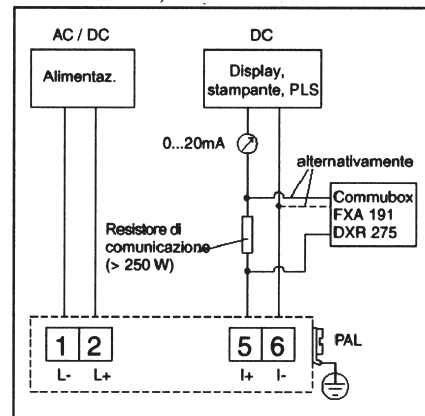 AC / DC
DC
Alimentaz.
Display,
stampante, PLS
0...20mA
alternativamente
Commubox
FXA 191
DXR 275
Resistore di
comunicazione
(> 250 W)
1 2
5 6
PAL
L- L+
I+ I-